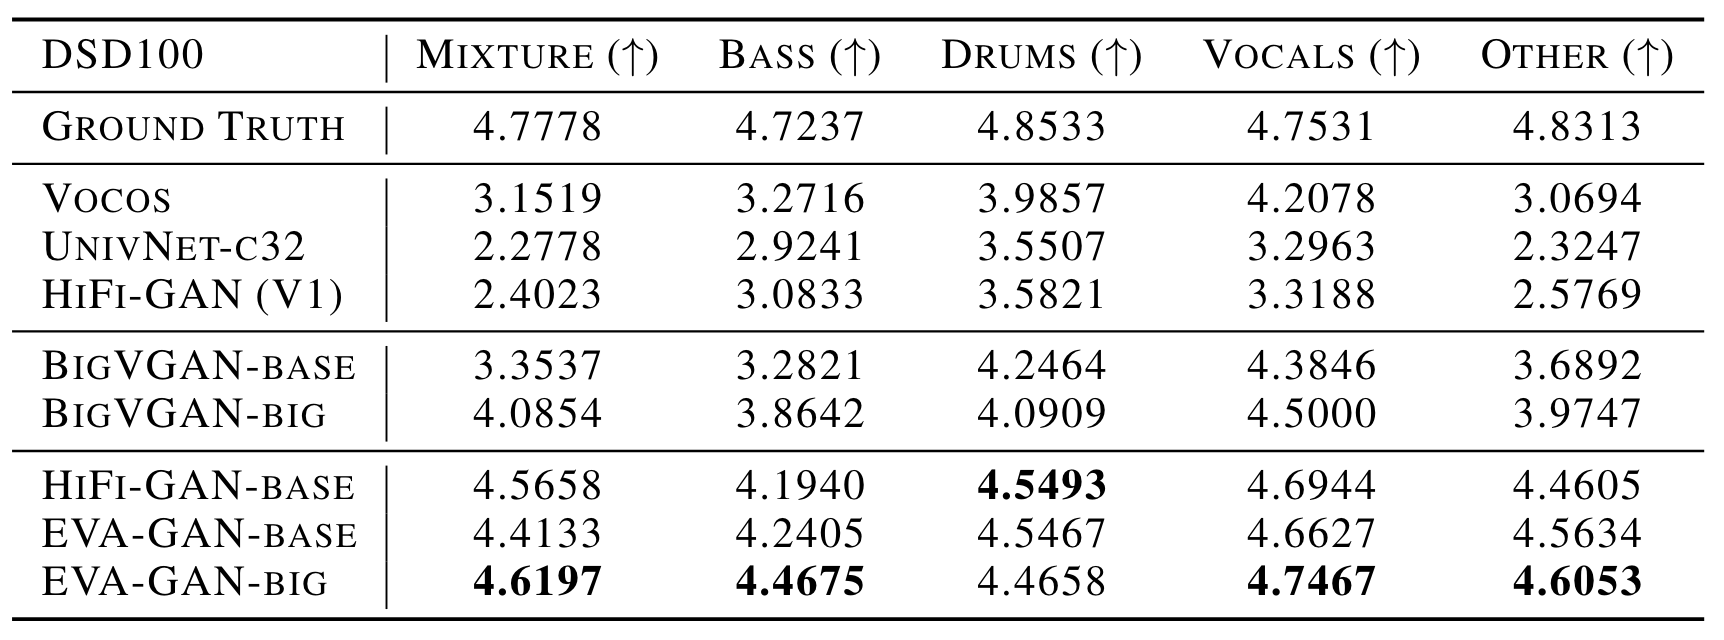 DSD100 MIXTURE (↑) BASS (↑) DRUMS (↑) VOCALS (↑) OTHER (↑)
GROUND TRUTH 4.7778 4.7237 4.8533 4.7531 4.8313
VOCOS 3.1519 3.2716 3.9857 4.2078 3.0694
UNIVNET-C32 2.2778 2.9241 3.5507 3.2963 2.3247
HIFI-GAN (V1) 2.4023 3.0833 3.5821 3.3188 2.5769
BIGVGAN-BASE 3.3537 3.2821 4.2464 4.3846 3.6892
BIGVGAN-BIG 4.0854 3.8642 4.0909 4.5000 3.9747
HIFI-GAN-BASE 4.5658 4.1940 4.5493 4.6944 4.4605
EVA-GAN-BASE 4.4133 4.2405 4.5467 4.6627 4.5634
EVA-GAN-BIG 4.6197 4.4675 4.4658 4.7467 4.6053